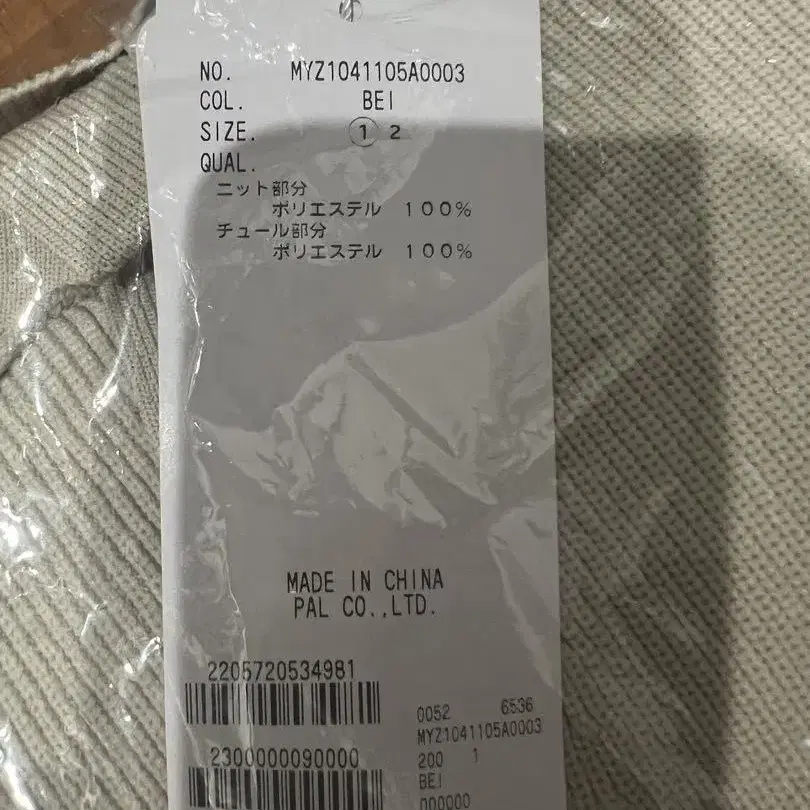 NO. MYZ1041105A0003
COL. BEI
SIZE. 1 2
QUAL.
ニット部分
ポリエステル １００％
チュール部分
ポリエステル １００％
MADE IN CHINA
PAL CO.,LTD.
2205720534981
2300000090000
0052 6536
MYZ1041105A0003
200 1
BEI
000000